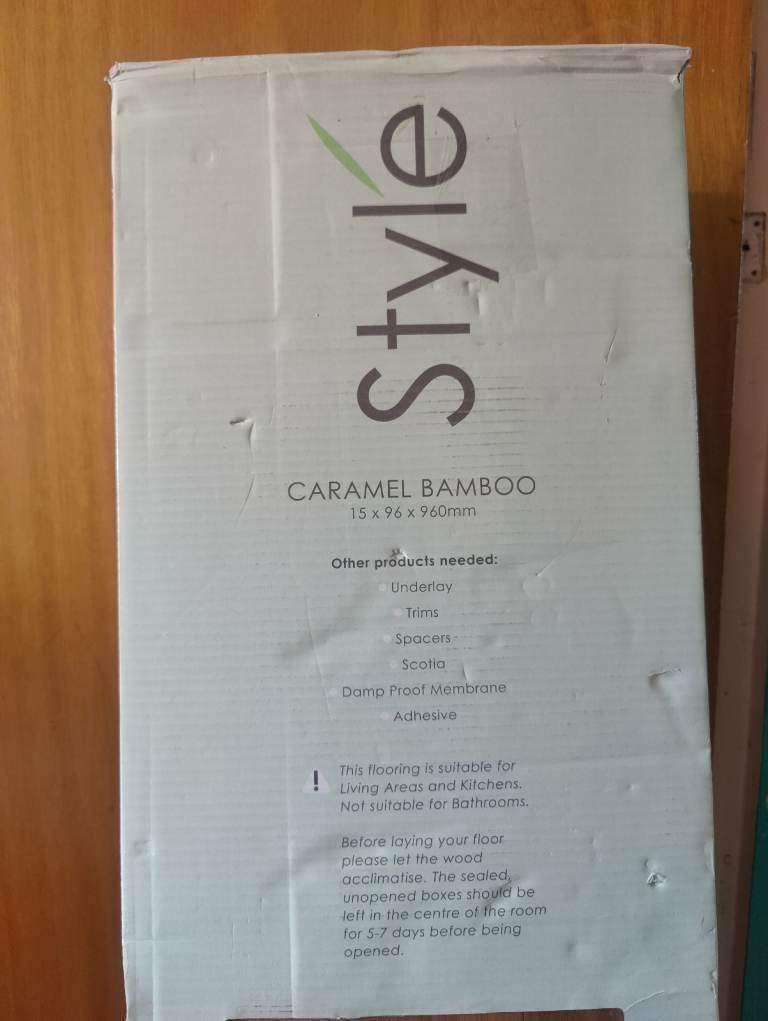 Style
CARAMEL BAMBOO
15 x 96 x 960mm
Other products needed:
Underlay
Trims
Spacers
Scotia
Damp Proof Membrane
Adhesive
! This flooring is suitable for
Living Areas and Kitchens.
Not suitable for Bathrooms.
Before laying your floor
please let the wood
acclimatise. The sealed,
unopened boxes should be
left in the centre of the room
for 5-7 days before being
opened.